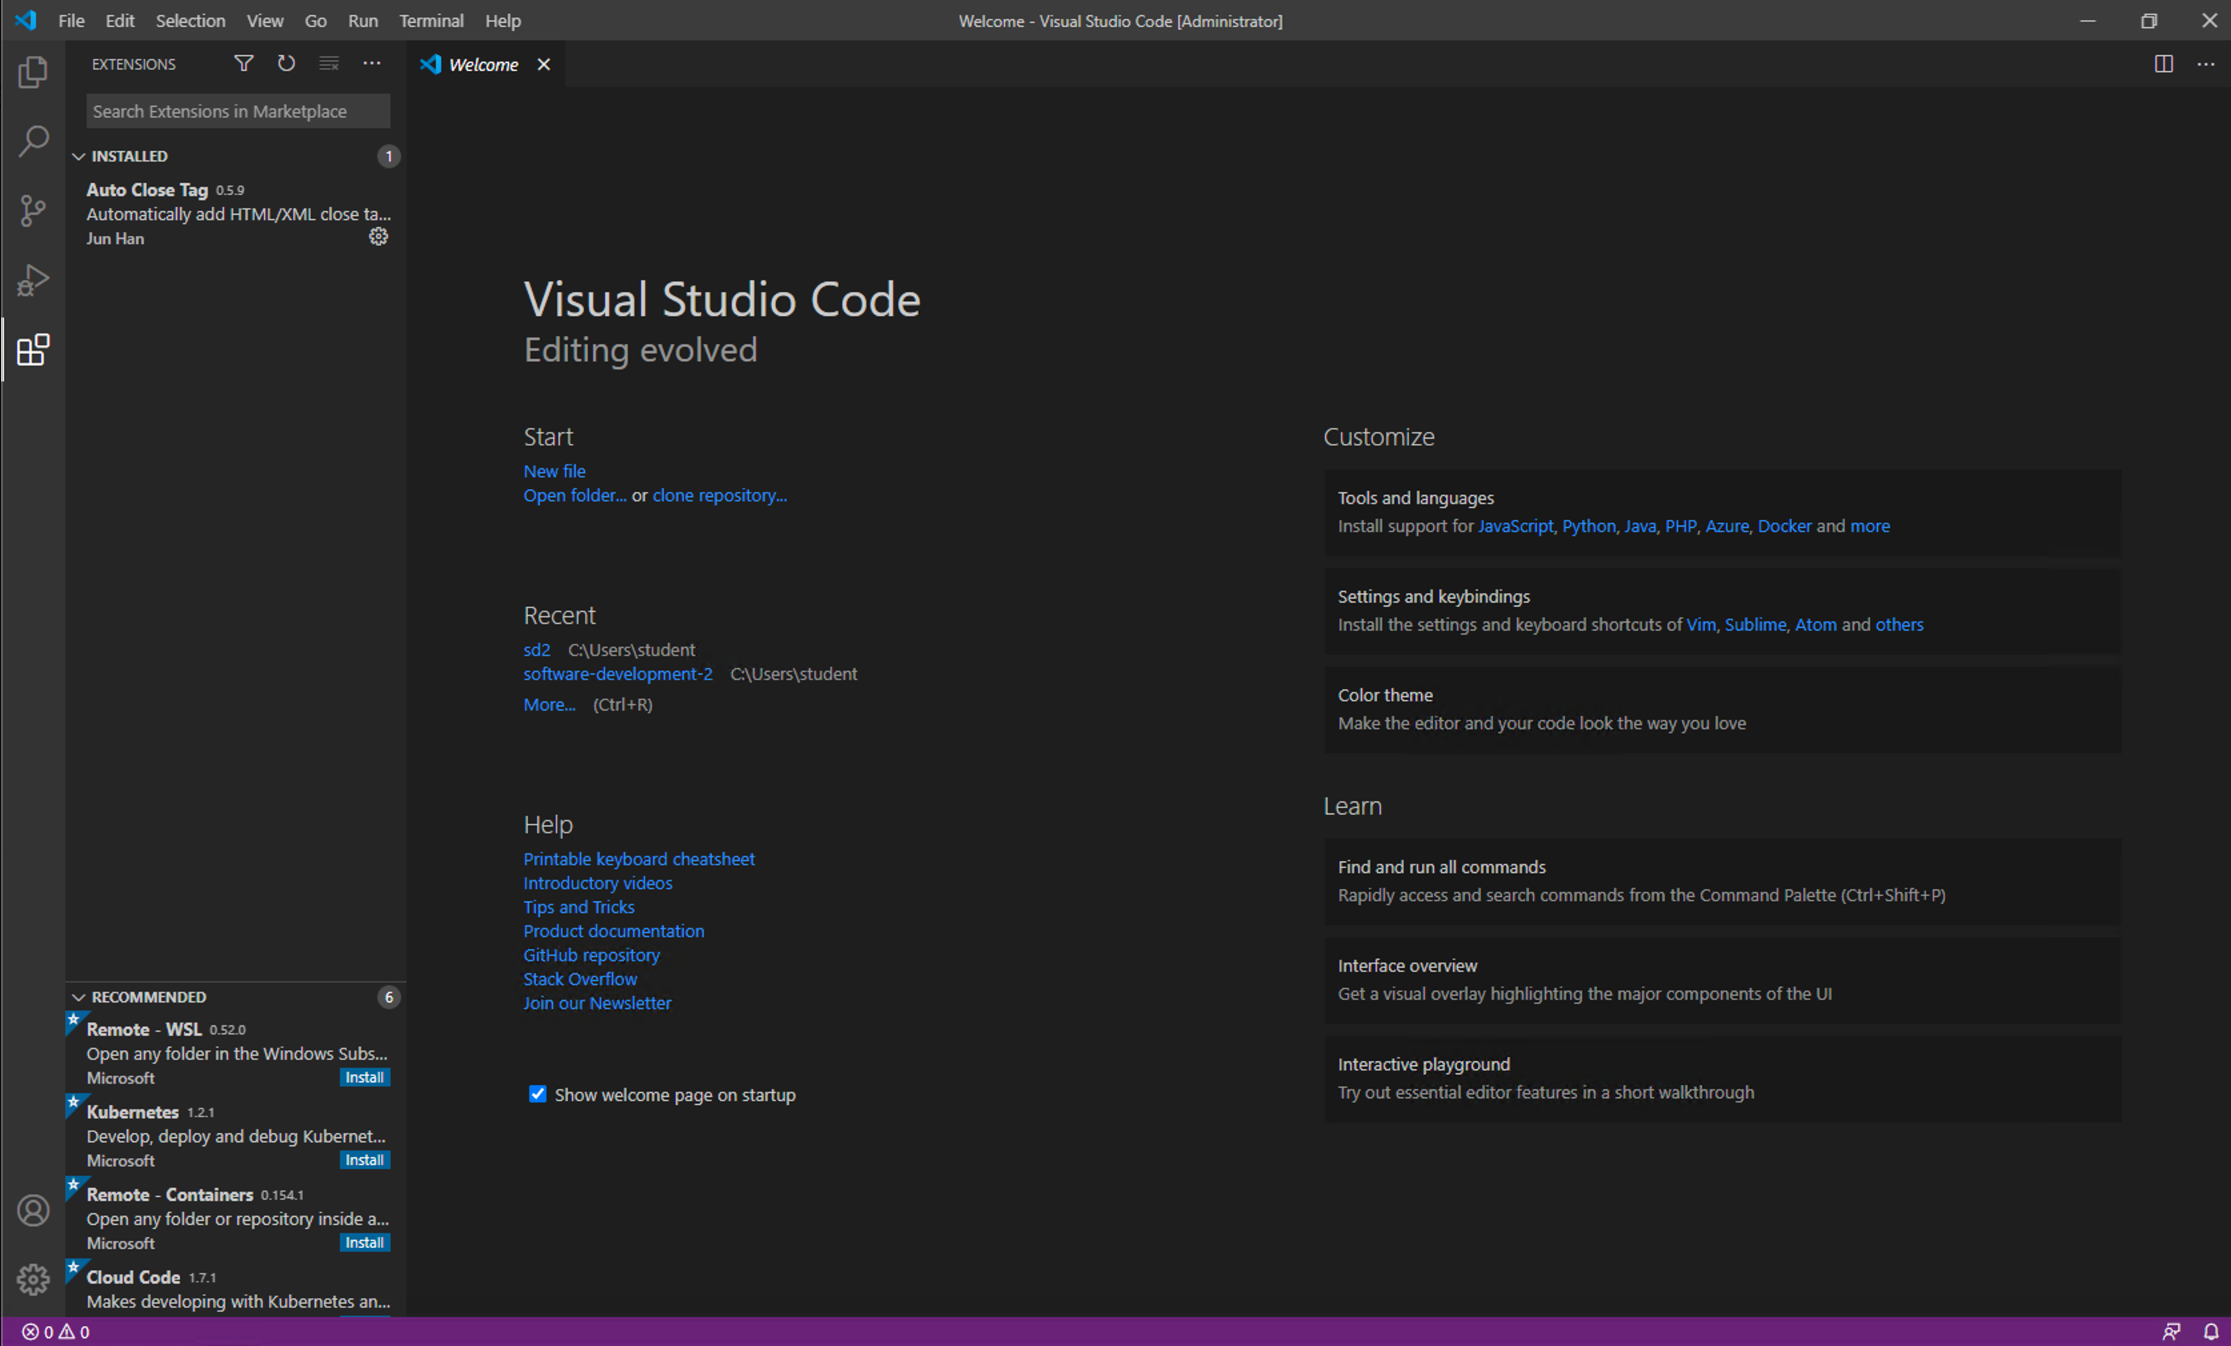 File Edit Selection View Go Run Terminal Help
Welcome - Visual Studio Code [Administrator]
EXTENSIONS
Welcome
Search Extensions in Marketplace
INSTALLED 1
Auto Close Tag 0.5.9
Automatically add HTML/XML close ta...
Jun Han
RECOMMENDED 6
Remote - WSL 0.52.0
Open any folder in the Windows Subs...
Microsoft Install
Kubernetes 1.2.1
Develop, deploy and debug Kubernet...
Microsoft Install
Remote - Containers 0.154.1
Open any folder or repository inside a...
Microsoft Install
Cloud Code 1.7.1
Makes developing with Kubernetes an...
Visual Studio Code
Editing evolved
Start
New file
Open folder... or clone repository...
Recent
sd2 C:\Users\student
software-development-2 C:\Users\student
More... (Ctrl+R)
Help
Printable keyboard cheatsheet
Introductory videos
Tips and Tricks
Product documentation
GitHub repository
Stack Overflow
Join our Newsletter
Show welcome page on startup
Customize
Tools and languages
Install support for JavaScript, Python, Java, PHP, Azure, Docker and more
Settings and keybindings
Install the settings and keyboard shortcuts of Vim, Sublime, Atom and others
Color theme
Make the editor and your code look the way you love
Learn
Find and run all commands
Rapidly access and search commands from the Command Palette (Ctrl+Shift+P)
Interface overview
Get a visual overlay highlighting the major components of the UI
Interactive playground
Try out essential editor features in a short walkthrough
0 0